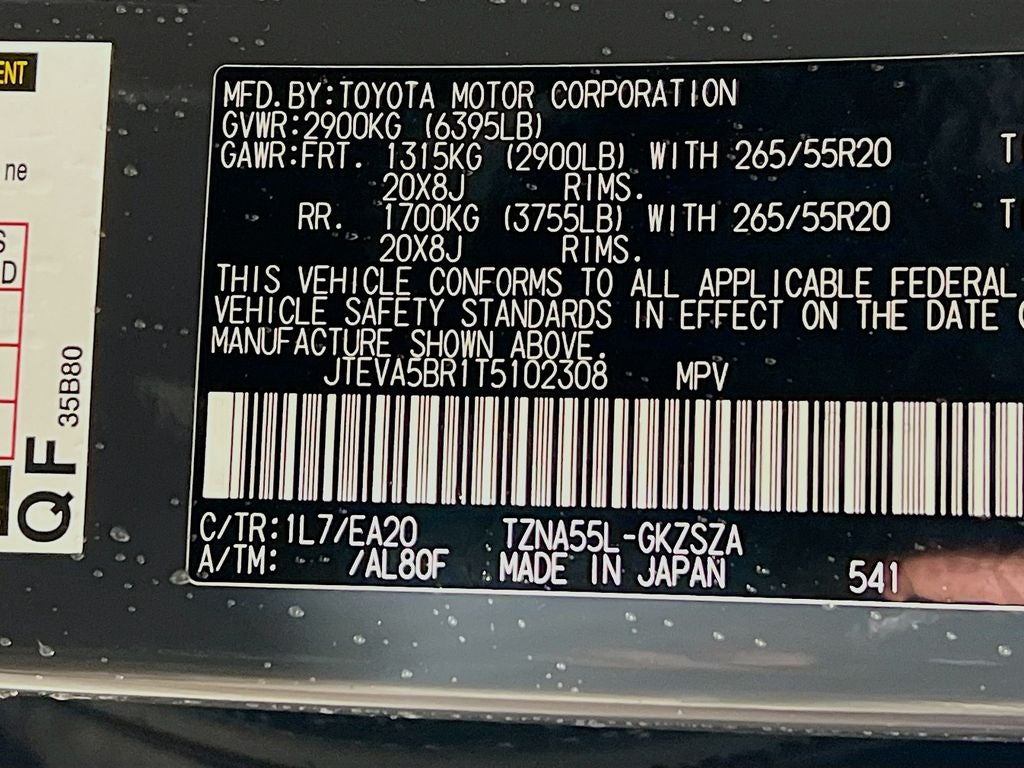 ENT
ne
S
D
35B80
QF
MFD.BY:TOYOTA MOTOR CORPORATION
GVWR:2900KG (6395LB)
GAWR:FRT. 1315KG (2900LB) WITH 265/55R20 TI
20X8J RIMS.
RR. 1700KG (3755LB) WITH 265/55R20 TI
20X8J RIMS.
THIS VEHICLE CONFORMS TO ALL APPLICABLE FEDERAL
VEHICLE SAFETY STANDARDS IN EFFECT ON THE DATE O
MANUFACTURE SHOWN ABOVE.
JTEVA5BR1T5102308 MPV
C/TR:1L7/EA20 TZNA55L-GKZSZA
A/TM: /AL80F MADE IN JAPAN 541